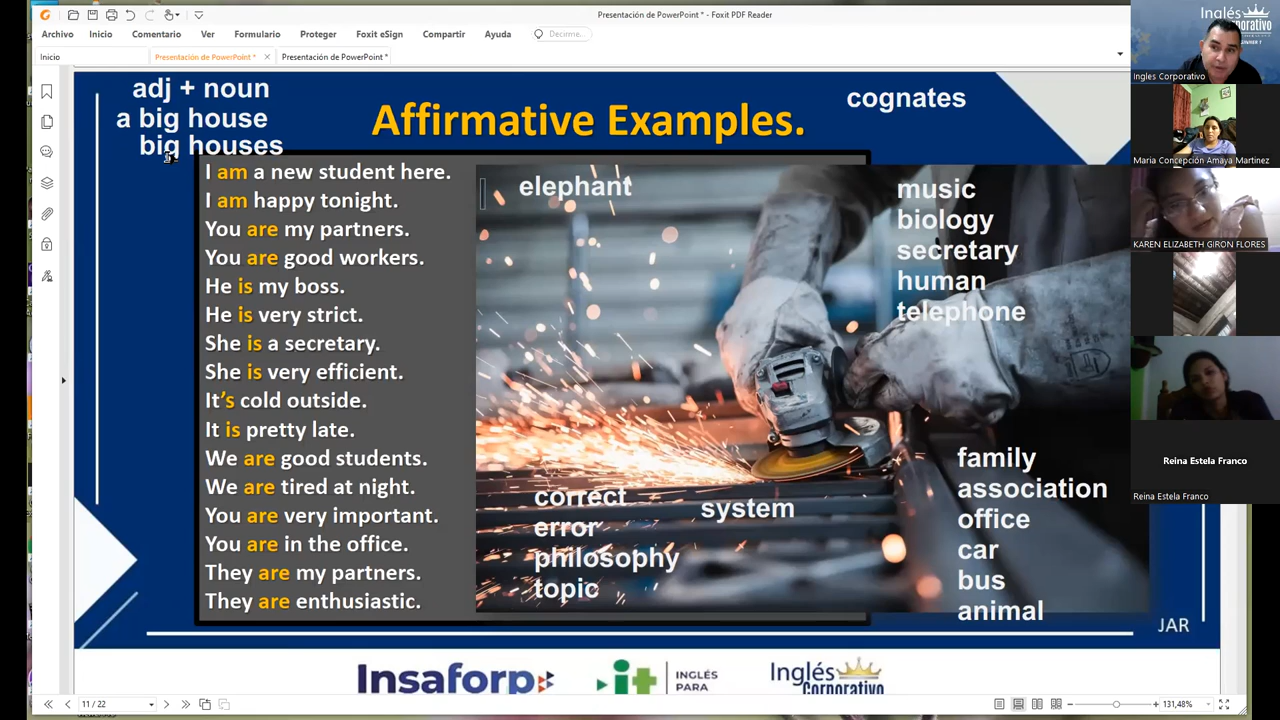 Presentación de PowerPoint * - Foxit PDF Reader
Archivo Inicio Comentario Ver Formulario Proteger Foxit eSign Compartir Ayuda Decirme...
Inicio Presentación de PowerPoint * Presentación de PowerPoint *
adj + noun
a big house
big houses
Affirmative Examples.
cognates
I am a new student here.
I am happy tonight.
You are my partners.
You are good workers.
He is my boss.
He is very strict.
She is a secretary.
She is very efficient.
It's cold outside.
It is pretty late.
We are good students.
We are tired at night.
You are very important.
You are in the office.
They are my partners.
They are enthusiastic.
elephant
music
biology
secretary
human
telephone
correct
error
philosophy
topic
system
family
association
office
car
bus
animal
JAR
Insaforp
it
INGLÉS
PARA
Inglés
Corporativo
11 / 22
131,48%
Inglés
Corporativo
Ingles Corporativo
Maria Concepción Amaya Martinez
KAREN ELIZABETH GIRON FLORES
Reina Estela Franco
Reina Estela Franco